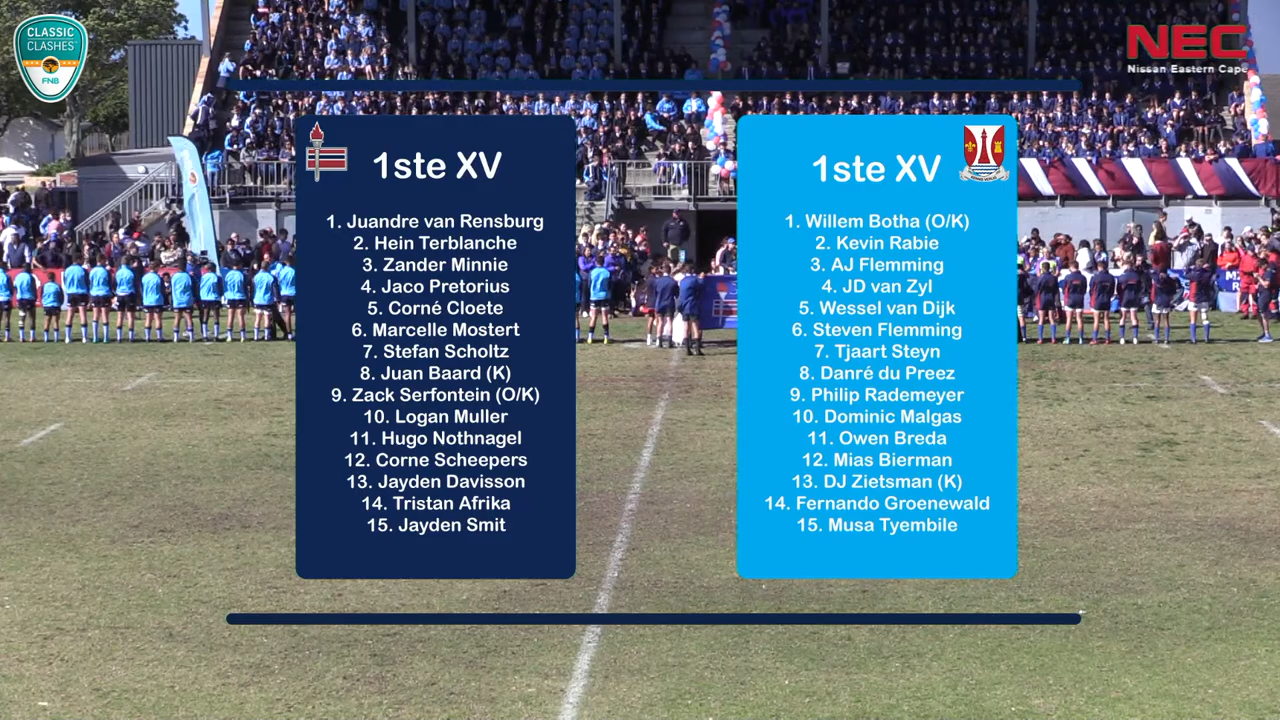 CLASSIC
CLASHES
FNB
NEC
Nissan Eastern Cape
1ste XV
1. Juandre van Rensburg
2. Hein Terblanche
3. Zander Minnie
4. Jaco Pretorius
5. Corné Cloete
6. Marcelle Mostert
7. Stefan Scholtz
8. Juan Baard (K)
9. Zack Serfontein (O/K)
10. Logan Muller
11. Hugo Nothnagel
12. Corne Scheepers
13. Jayden Davisson
14. Tristan Afrika
15. Jayden Smit
1ste XV
1. Willem Botha (O/K)
2. Kevin Rabie
3. AJ Flemming
4. JD van Zyl
5. Wessel van Dijk
6. Steven Flemming
7. Tjaart Steyn
8. Danré du Preez
9. Philip Rademeyer
10. Dominic Malgas
11. Owen Breda
12. Mias Bierman
13. DJ Zietsman (K)
14. Fernando Groenewald
15. Musa Tyembile